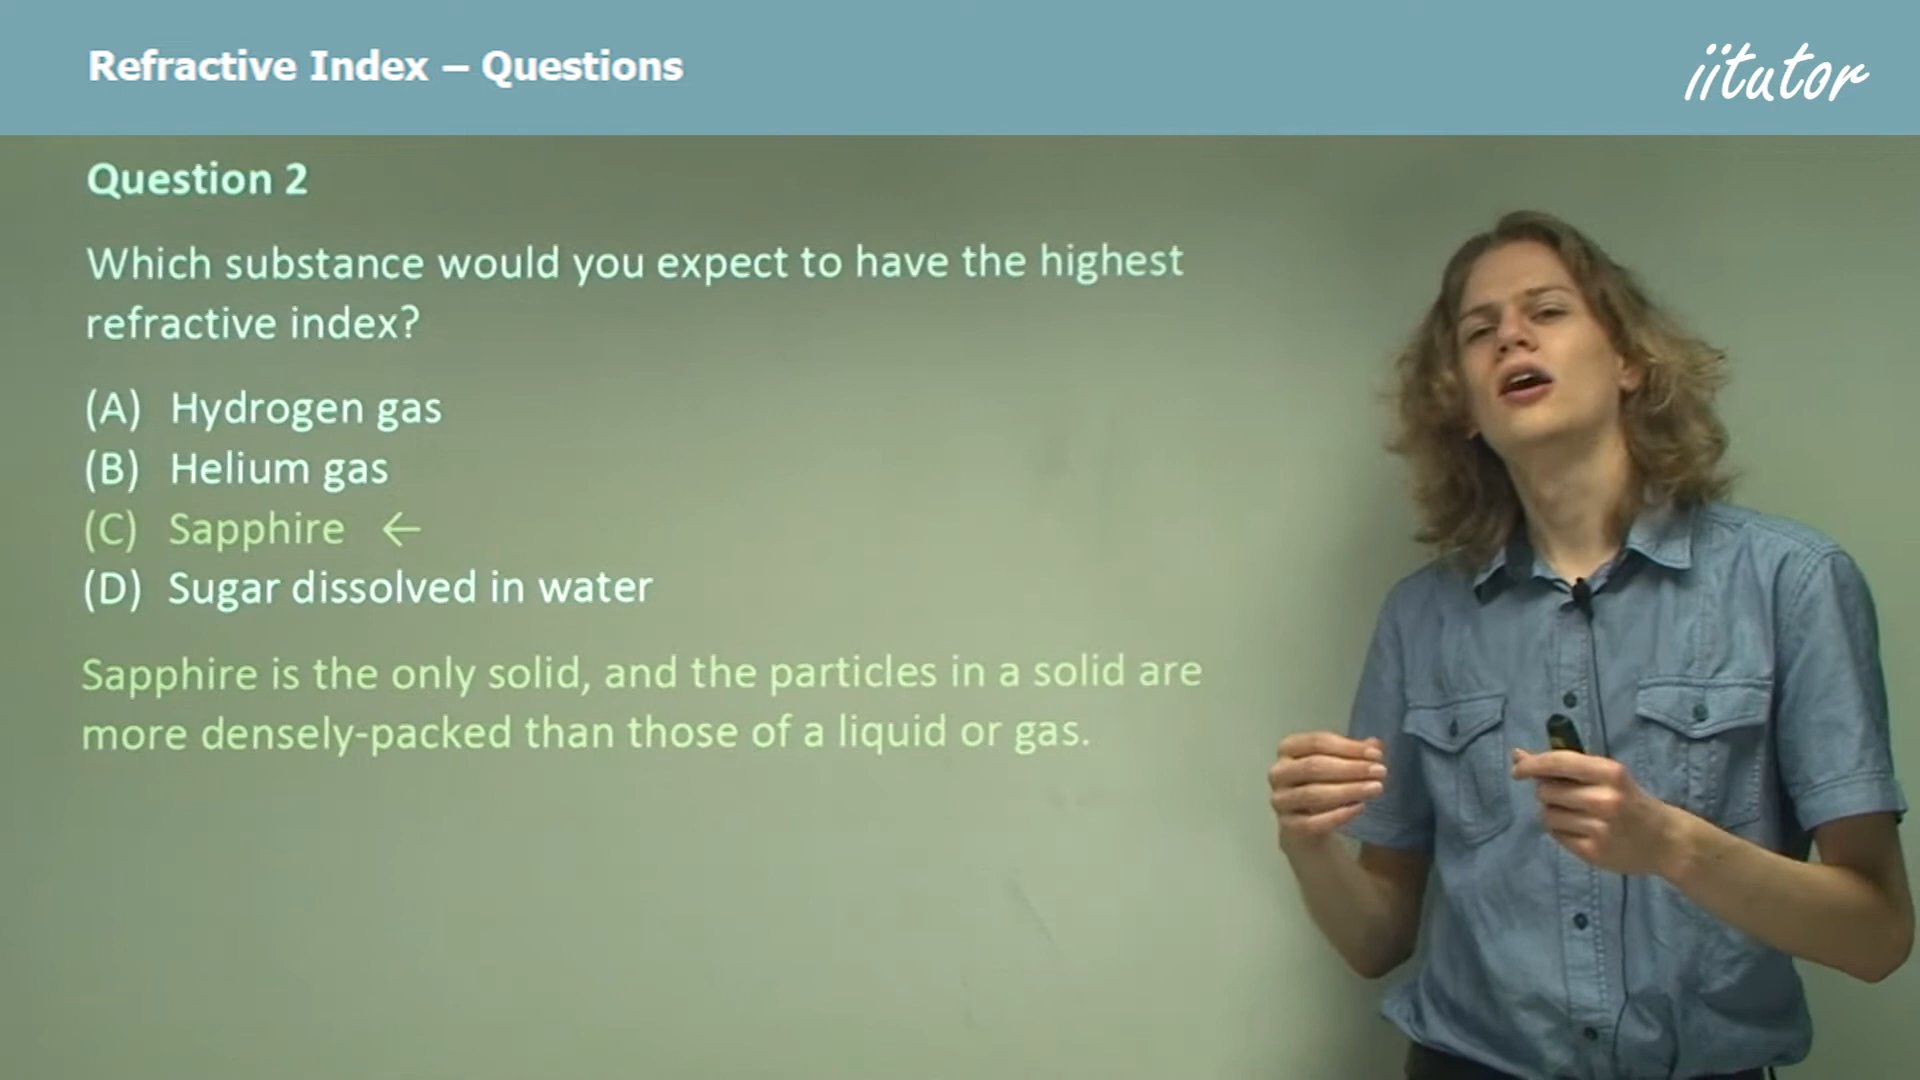 Refractive Index – Questions
iitutor
Question 2
Which substance would you expect to have the highest
refractive index?
(A) Hydrogen gas
(B) Helium gas
(C) Sapphire ←
(D) Sugar dissolved in water
Sapphire is the only solid, and the particles in a solid are
more densely-packed than those of a liquid or gas.